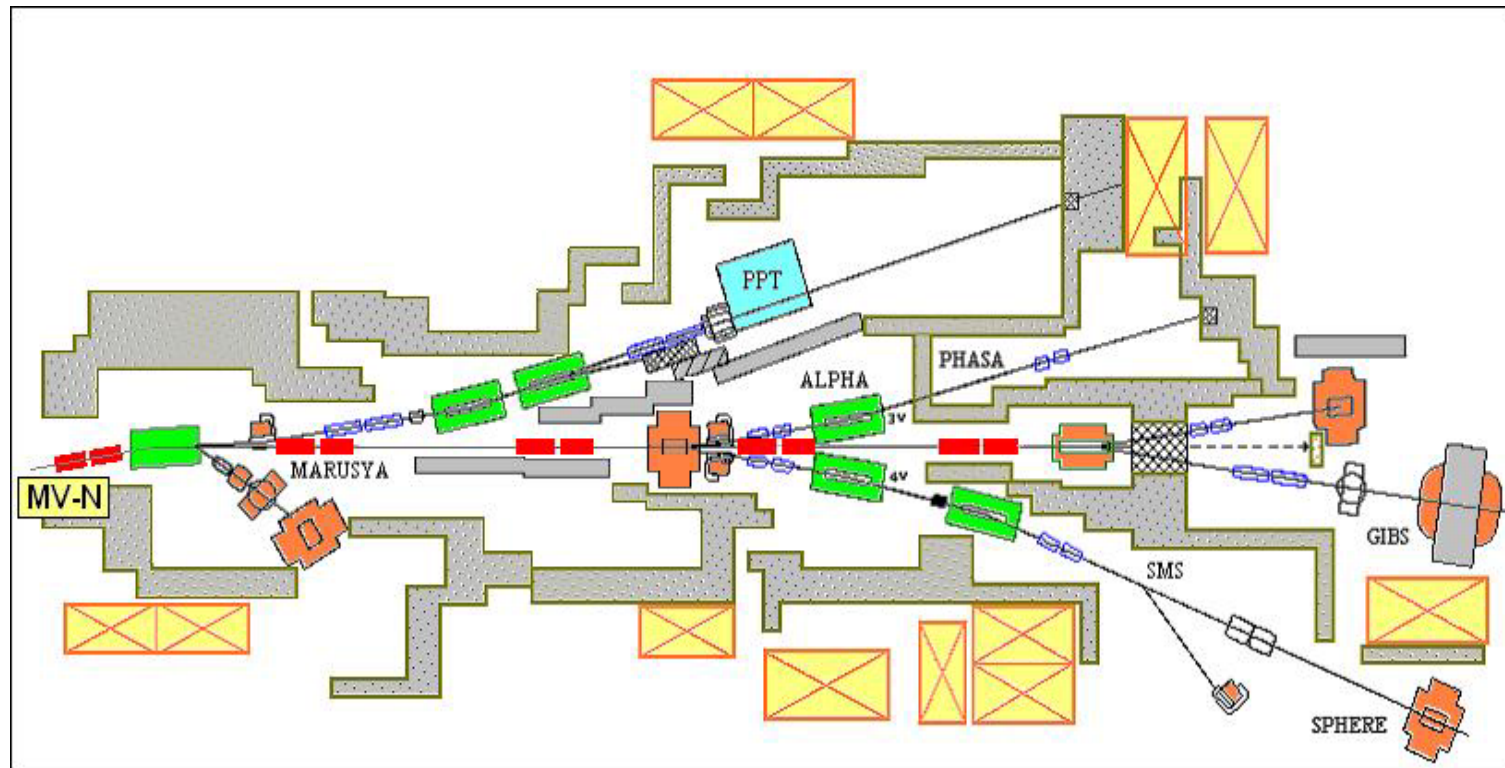 PPT
PHASA
ALPHA
3V
MARUSYA
4V
MV-N
GIBS
SMS
SPHERE